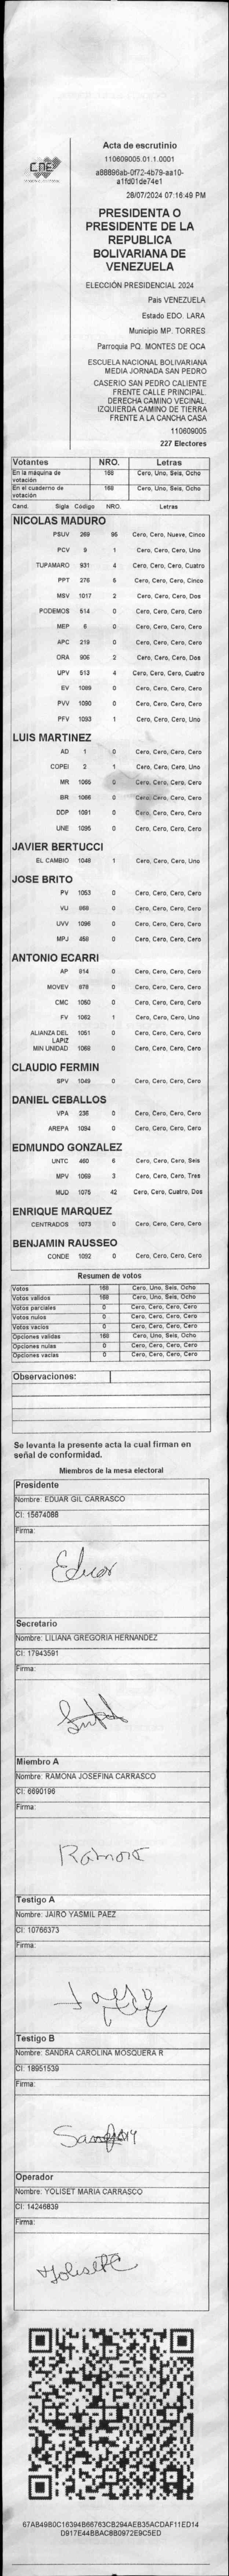 Acta de escrutinio
110609005.01.1.0001
a88896ab-0f72-4b79-aa10-
a1fd01de74e1
28/07/2024 07:16:49 PM
CNE
PRESIDENTA O
PRESIDENTE DE LA
REPUBLICA
BOLIVARIANA DE
VENEZUELA
ELECCIÓN PRESIDENCIAL 2024
Pais VENEZUELA
Estado EDO. LARA
Municipio MP. TORRES
Parroquia PQ. MONTES DE OCA
ESCUELA NACIONAL BOLIVARIANA
MEDIA JORNADA SAN PEDRO
CASERIO SAN PEDRO CALIENTE
FRENTE CALLE PRINCIPAL.
DERECHA CAMINO VECINAL.
IZQUIERDA CAMINO DE TIERRA
FRENTE A LA CANCHA CASA
110609005
227 Electores
Votantes NRO. Letras
En la máquina de votación 168 Cero, Uno, Seis, Ocho
En el cuaderno de votación 168 Cero, Uno, Seis, Ocho
Cand. Sigla Codigo NRO. Letras
NICOLAS MADURO
PSUV 269 95 Cero, Cero, Nueve, Cinco
PCV 9 1 Cero, Cero, Cero, Uno
TUPAMARO 931 4 Cero, Cero, Cero, Cuatro
PPT 276 5 Cero, Cero, Cero, Cinco
MSV 1017 2 Cero, Cero, Cero, Dos
PODEMOS 514 0 Cero, Cero, Cero, Cero
MEP 6 0 Cero, Cero, Cero, Cero
APC 219 0 Cero, Cero, Cero, Cero
ORA 906 2 Cero, Cero, Cero, Dos
UPV 513 4 Cero, Cero, Cero, Cuatro
EV 1089 0 Cero, Cero, Cero, Cero
PVV 1090 0 Cero, Cero, Cero, Cero
PFV 1093 1 Cero, Cero, Cero, Uno
LUIS MARTINEZ
AD 1 0 Cero, Cero, Cero, Cero
COPEI 2 1 Cero, Cero, Cero, Uno
MR 1065 0 Cero, Cero, Cero, Cero
BR 1066 0 Cero, Cero, Cero, Cero
DDP 1091 0 Cero, Cero, Cero, Cero
UNE 1095 0 Cero, Cero, Cero, Cero
JAVIER BERTUCCI
EL CAMBIO 1048 1 Cero, Cero, Cero, Uno
JOSE BRITO
PV 1053 0 Cero, Cero, Cero, Cero
VU 0 Cero, Cero, Cero, Cero
UVV 1096 0 Cero, Cero, Cero, Cero
MPJ 0 Cero, Cero, Cero, Cero
ANTONIO ECARRI
AP 914 0 Cero, Cero, Cero, Cero
MOVEV 878 0 Cero, Cero, Cero, Cero
CMC 1050 0 Cero, Cero, Cero, Cero
FV 1062 1 Cero, Cero, Cero, Uno
ALIANZA DEL LAPIZ 1051 0 Cero, Cero, Cero, Cero
MIN UNIDAD 1069 0 Cero, Cero, Cero, Cero
CLAUDIO FERMIN
SPV 1049 0 Cero, Cero, Cero, Cero
DANIEL CEBALLOS
VPA 236 0 Cero, Cero, Cero, Cero
AREPA 1094 0 Cero, Cero, Cero, Cero
EDMUNDO GONZALEZ
UNTC 460 6 Cero, Cero, Cero, Seis
MPV 3 Cero, Cero, Cero, Tres
MUD 1075 42 Cero, Cero, Cuatro, Dos
ENRIQUE MARQUEZ
CENTRADOS 1073 0 Cero, Cero, Cero, Cero
BENJAMIN RAUSSEO
CONDE 1092 0 Cero, Cero, Cero, Cero
Resumen de votos
Votos 168 Cero, Uno, Seis, Ocho
Votos validos 168 Cero, Uno, Seis, Ocho
Votos parciales 0 Cero, Cero, Cero, Cero
Votos nulos 0 Cero, Cero, Cero, Cero
Votos vacios 0 Cero, Cero, Cero, Cero
Opciones validas 168 Cero, Uno, Seis, Ocho
Opciones nulas 0 Cero, Cero, Cero, Cero
Opciones vacias 0 Cero, Cero, Cero, Cero
Observaciones:
Se levanta la presente acta la cual firman en
señal de conformidad.
Miembros de la mesa electoral
Presidente
Nombre: EDUAR GIL CARRASCO
CI: 15674088
Firma:
Eduar
Secretario
Nombre: LILIANA GREGORIA HERNANDEZ
CI: 17943591
Firma:
Miembro A
Nombre: RAMONA JOSEFINA CARRASCO
CI: 6690196
Firma:
Ramona
Testigo A
Nombre: JAIRO YASMIL PAEZ
CI: 10766373
Firma:
Testigo B
Nombre: SANDRA CAROLINA MOSQUERA R
CI: 18951539
Firma:
Operador
Nombre: YOLISET MARIA CARRASCO
CI: 14246839
Firma:
67AB49B0C16394B66763CB294AEB35ACDAF11ED14
D917E44BBAC8B0972E9C5ED